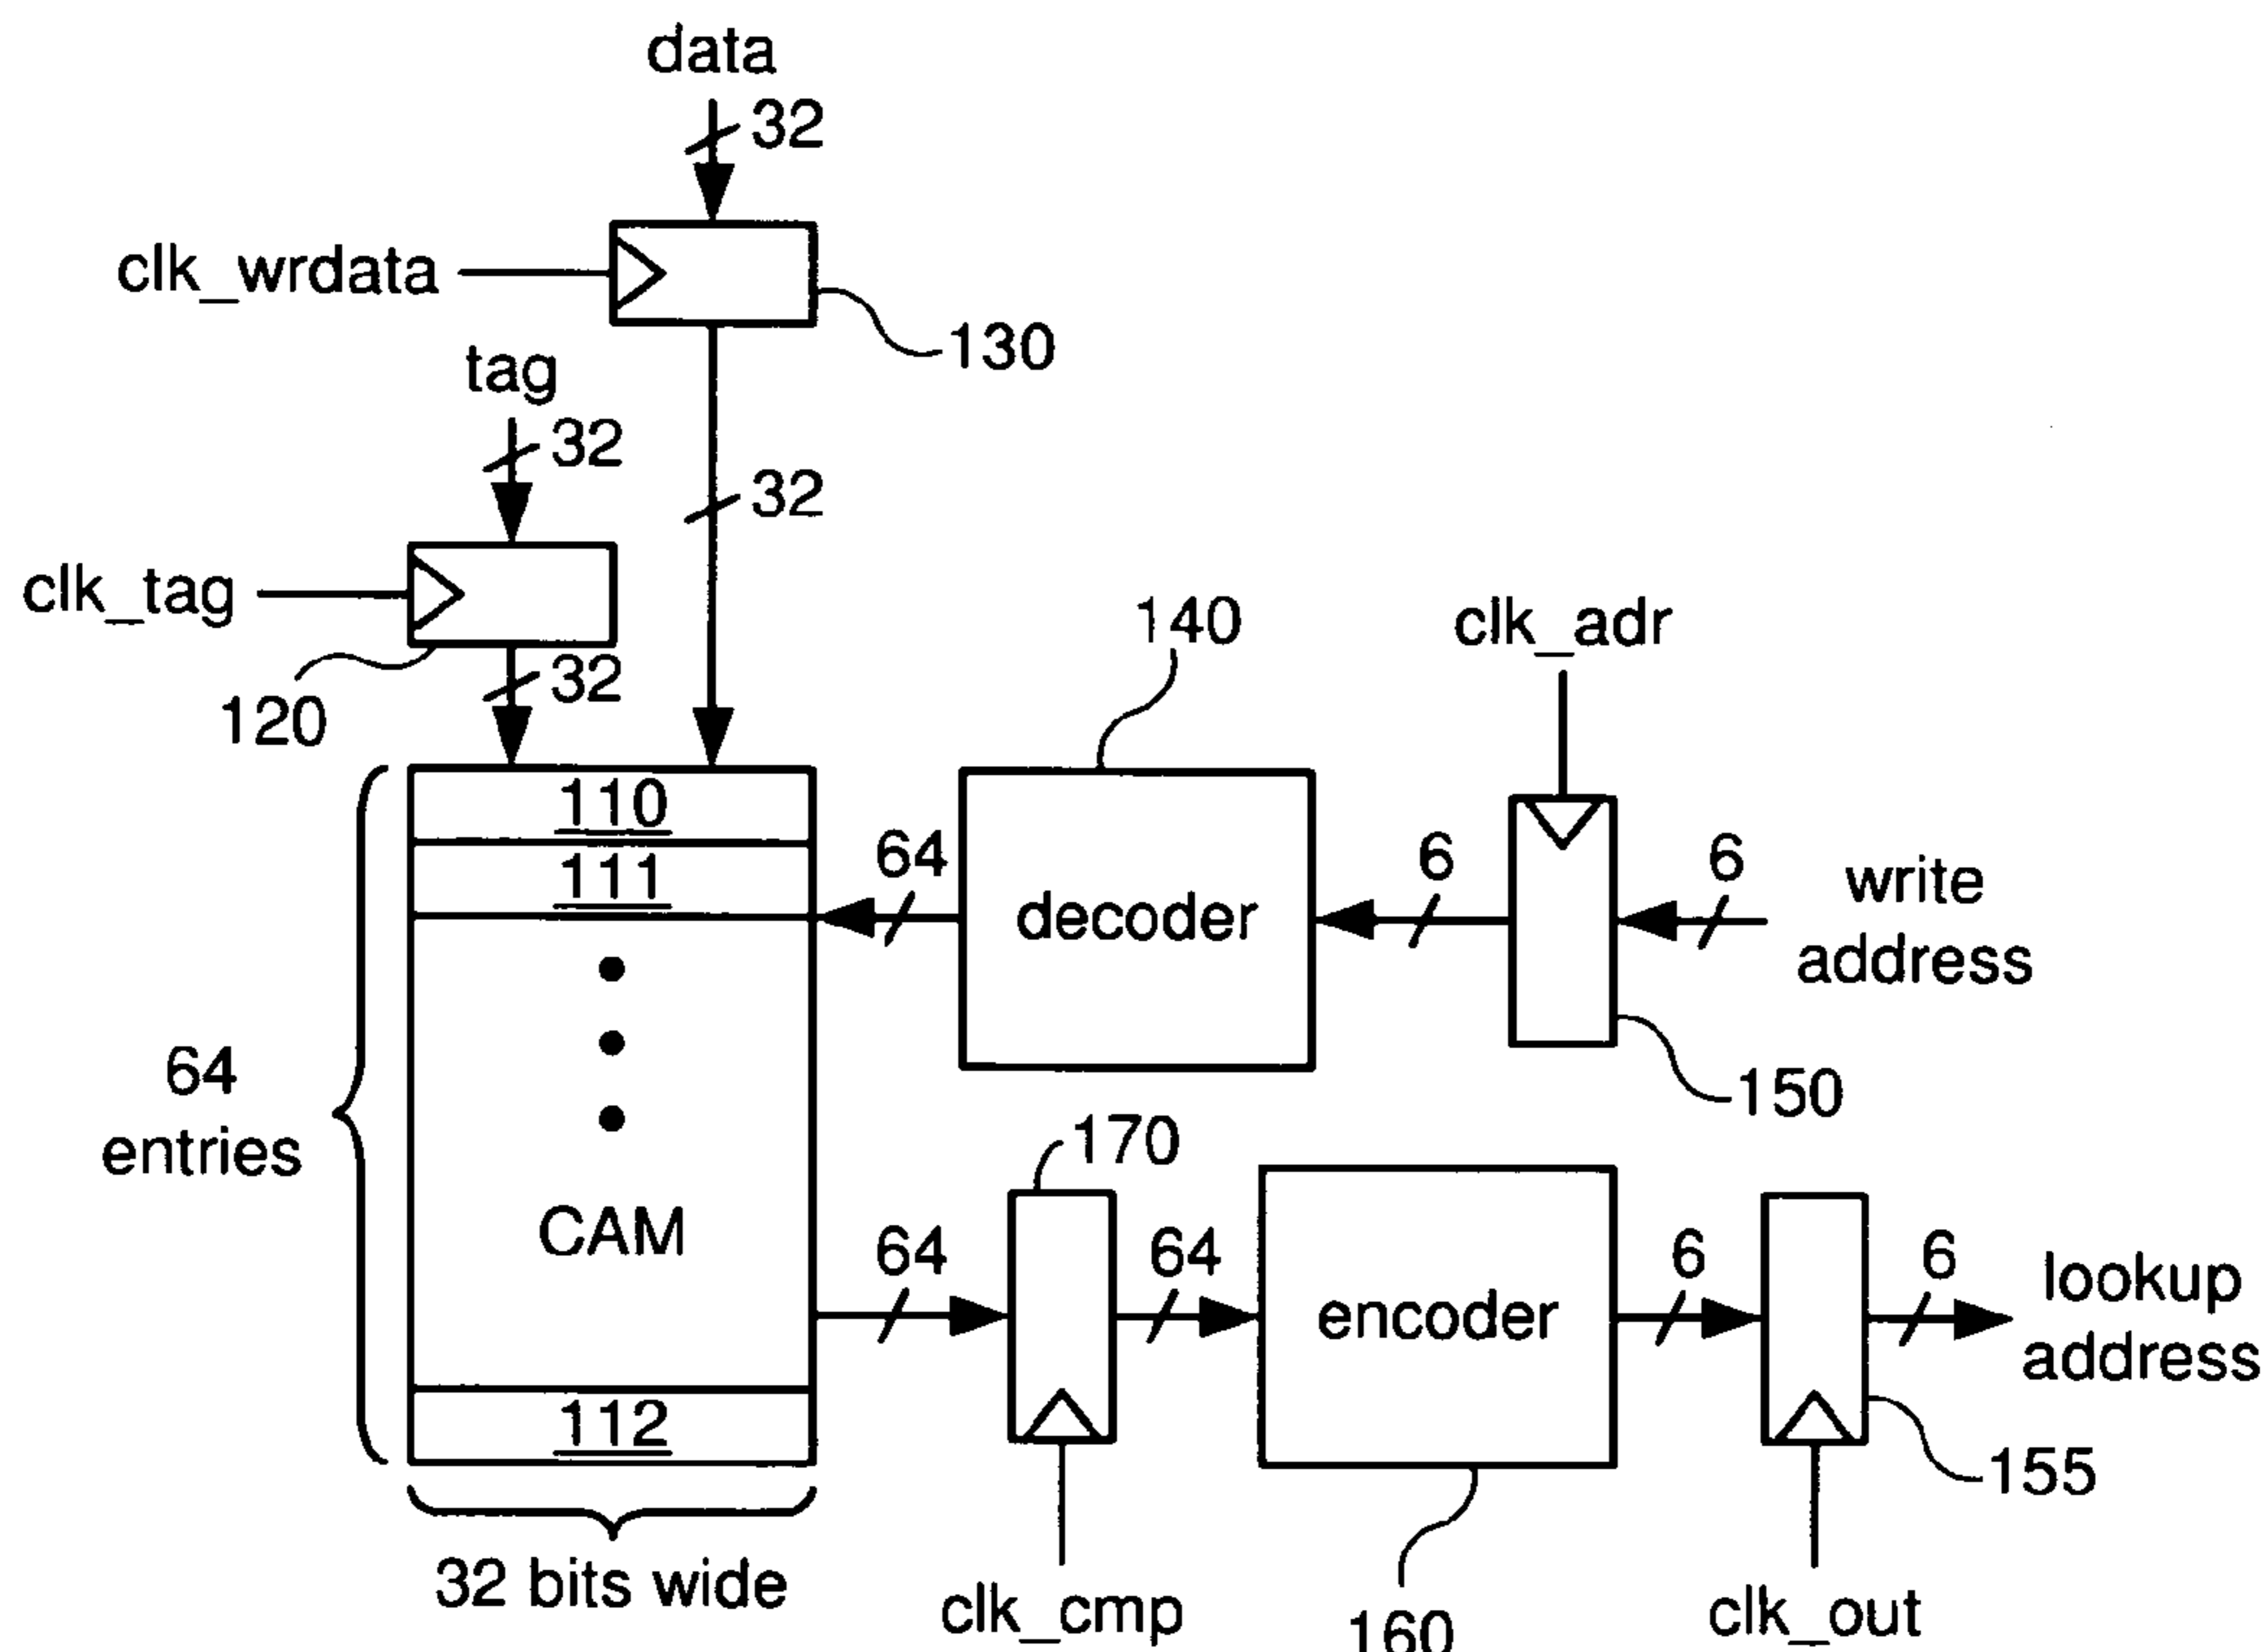 data
32
clk_wrdata
130
tag
32
32
clk_tag
32
120
140
clk_adr
110
111
64
decoder
6
6
write
address
64
entries
150
170
CAM
64
64
encoder
6
6
lookup
address
112
155
32 bits wide
clk_cmp
160
clk_out